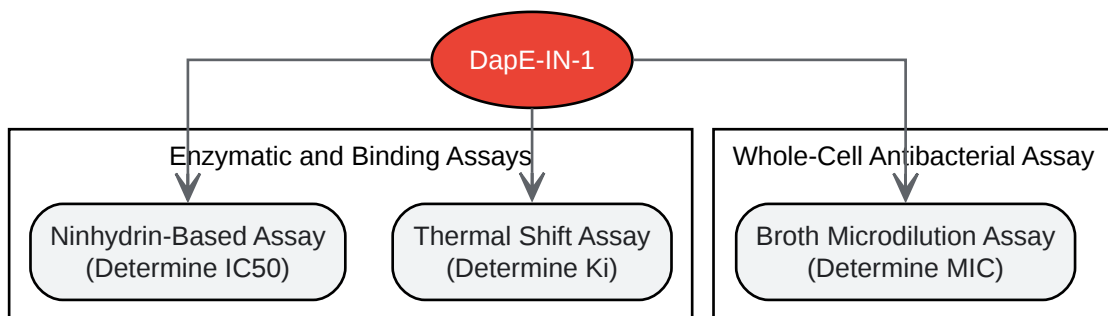 DapE-IN-1
Enzymatic and Binding Assays
Whole-Cell Antibacterial Assay
Ninhydrin-Based Assay
(Determine IC50)
Thermal Shift Assay
(Determine Ki)
Broth Microdilution Assay
(Determine MIC)